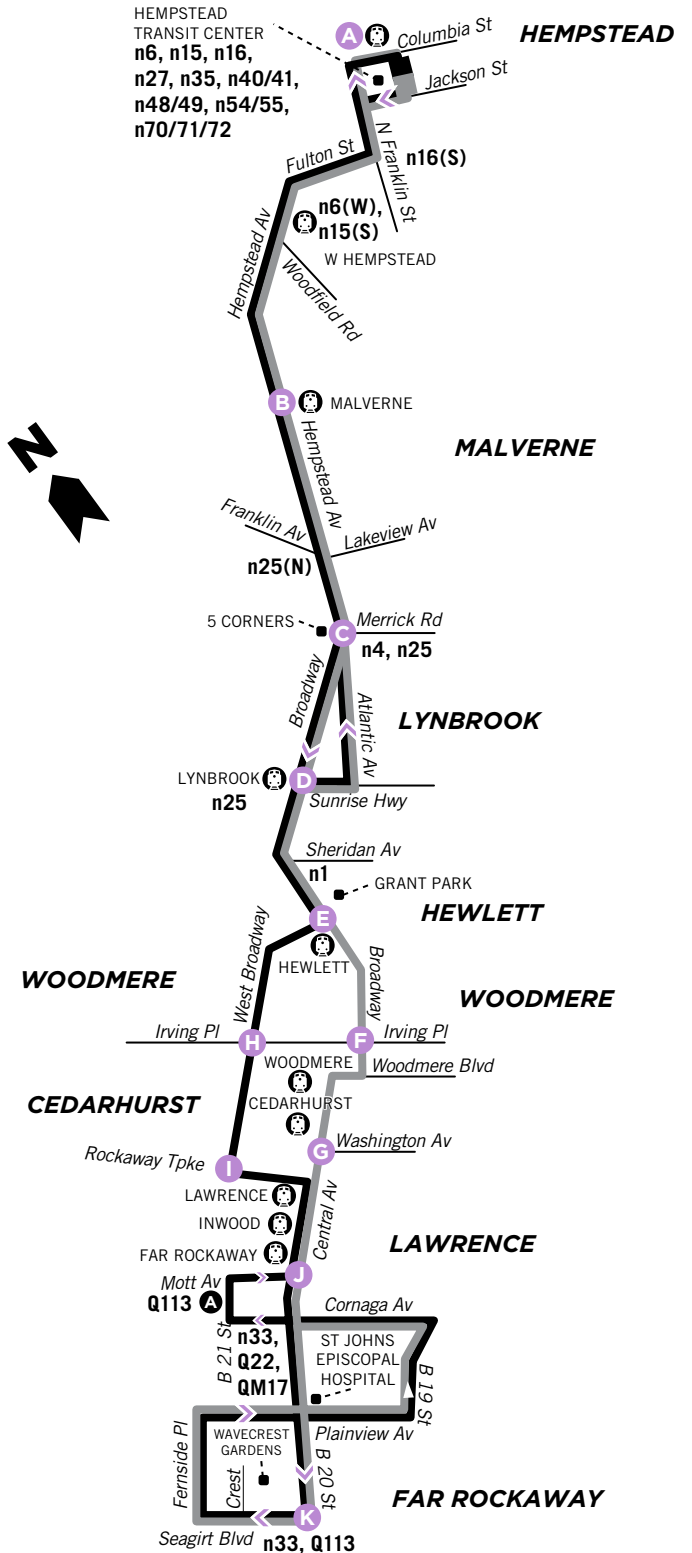 HEMPSTEAD
TRANSIT CENTER
n6, n15, n16,
n27, n35, n40/41,
n48/49, n54/55,
n70/71/72
A
Columbia St
HEMPSTEAD
Jackson St
N Franklin St
n16(S)
Fulton St
n6(W),
n15(S)
W HEMPSTEAD
Hempstead Av
Woodfield Rd
B
MALVERNE
Hempstead Av
MALVERNE
N
Franklin Av
Lakeview Av
n25(N)
5 CORNERS
C
Merrick Rd
n4, n25
Broadway
Atlantic Av
LYNBROOK
LYNBROOK
D
n25
Sunrise Hwy
Sheridan Av
n1
GRANT PARK
E
HEWLETT
HEWLETT
West Broadway
Broadway
WOODMERE
WOODMERE
Irving Pl
H
F
Irving Pl
WOODMERE
Woodmere Blvd
CEDARHURST
CEDARHURST
G
Washington Av
Rockaway Tpke
I
LAWRENCE
INWOOD
Central Av
LAWRENCE
FAR ROCKAWAY
J
Mott Av
Q113 A
Cornaga Av
B 21 St
n33,
Q22,
QM17
ST JOHNS
EPISCOPAL
HOSPITAL
B 19 St
Plainview Av
Fernside Pl
WAVECREST
GARDENS
Crest
B 20 St
K
FAR ROCKAWAY
Seagirt Blvd
n33, Q113